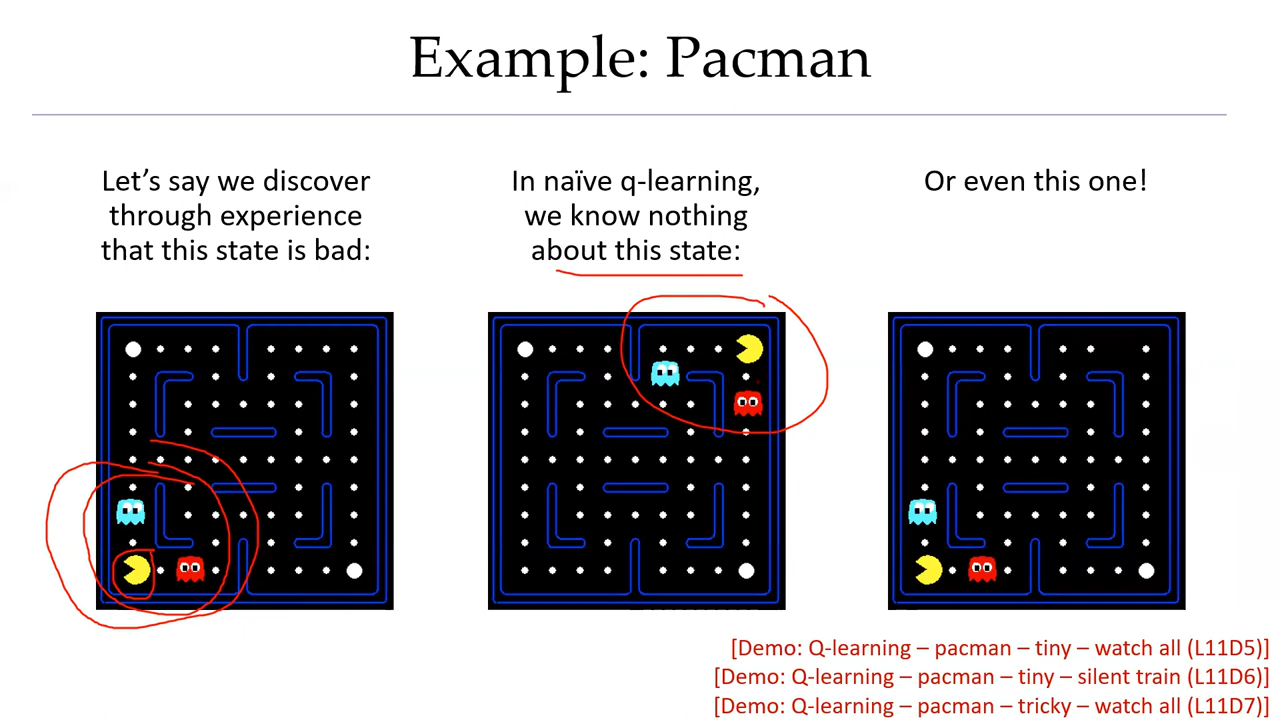 Example: Pacman
Let’s say we discover
through experience
that this state is bad:
In naïve q-learning,
we know nothing
about this state:
Or even this one!
[Demo: Q-learning – pacman – tiny – watch all (L11D5)]
[Demo: Q-learning – pacman – tiny – silent train (L11D6)]
[Demo: Q-learning – pacman – tricky – watch all (L11D7)]